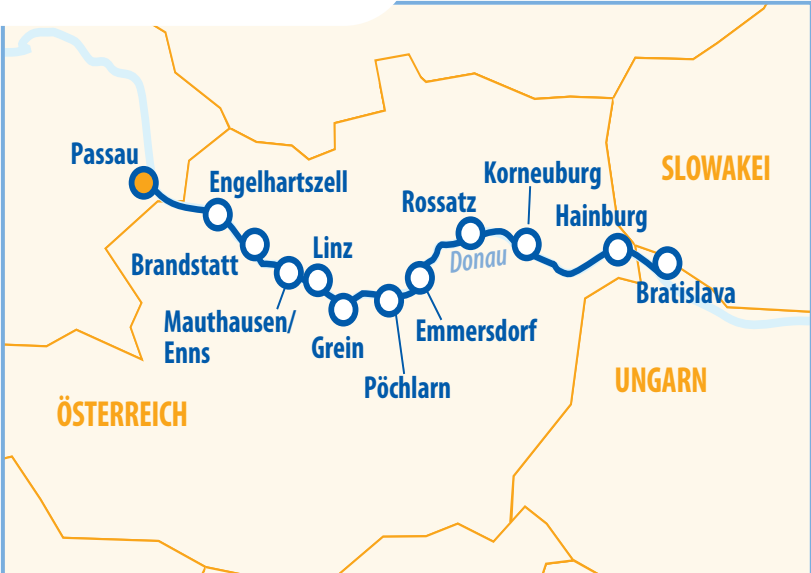 Passau
Engelhartszell
Brandstatt
Linz
Mauthausen/
Enns
Grein
Pöchlarn
Emmersdorf
Rossatz
Donau
Korneuburg
Hainburg
Bratislava
SLOWAKEI
UNGARN
ÖSTERREICH